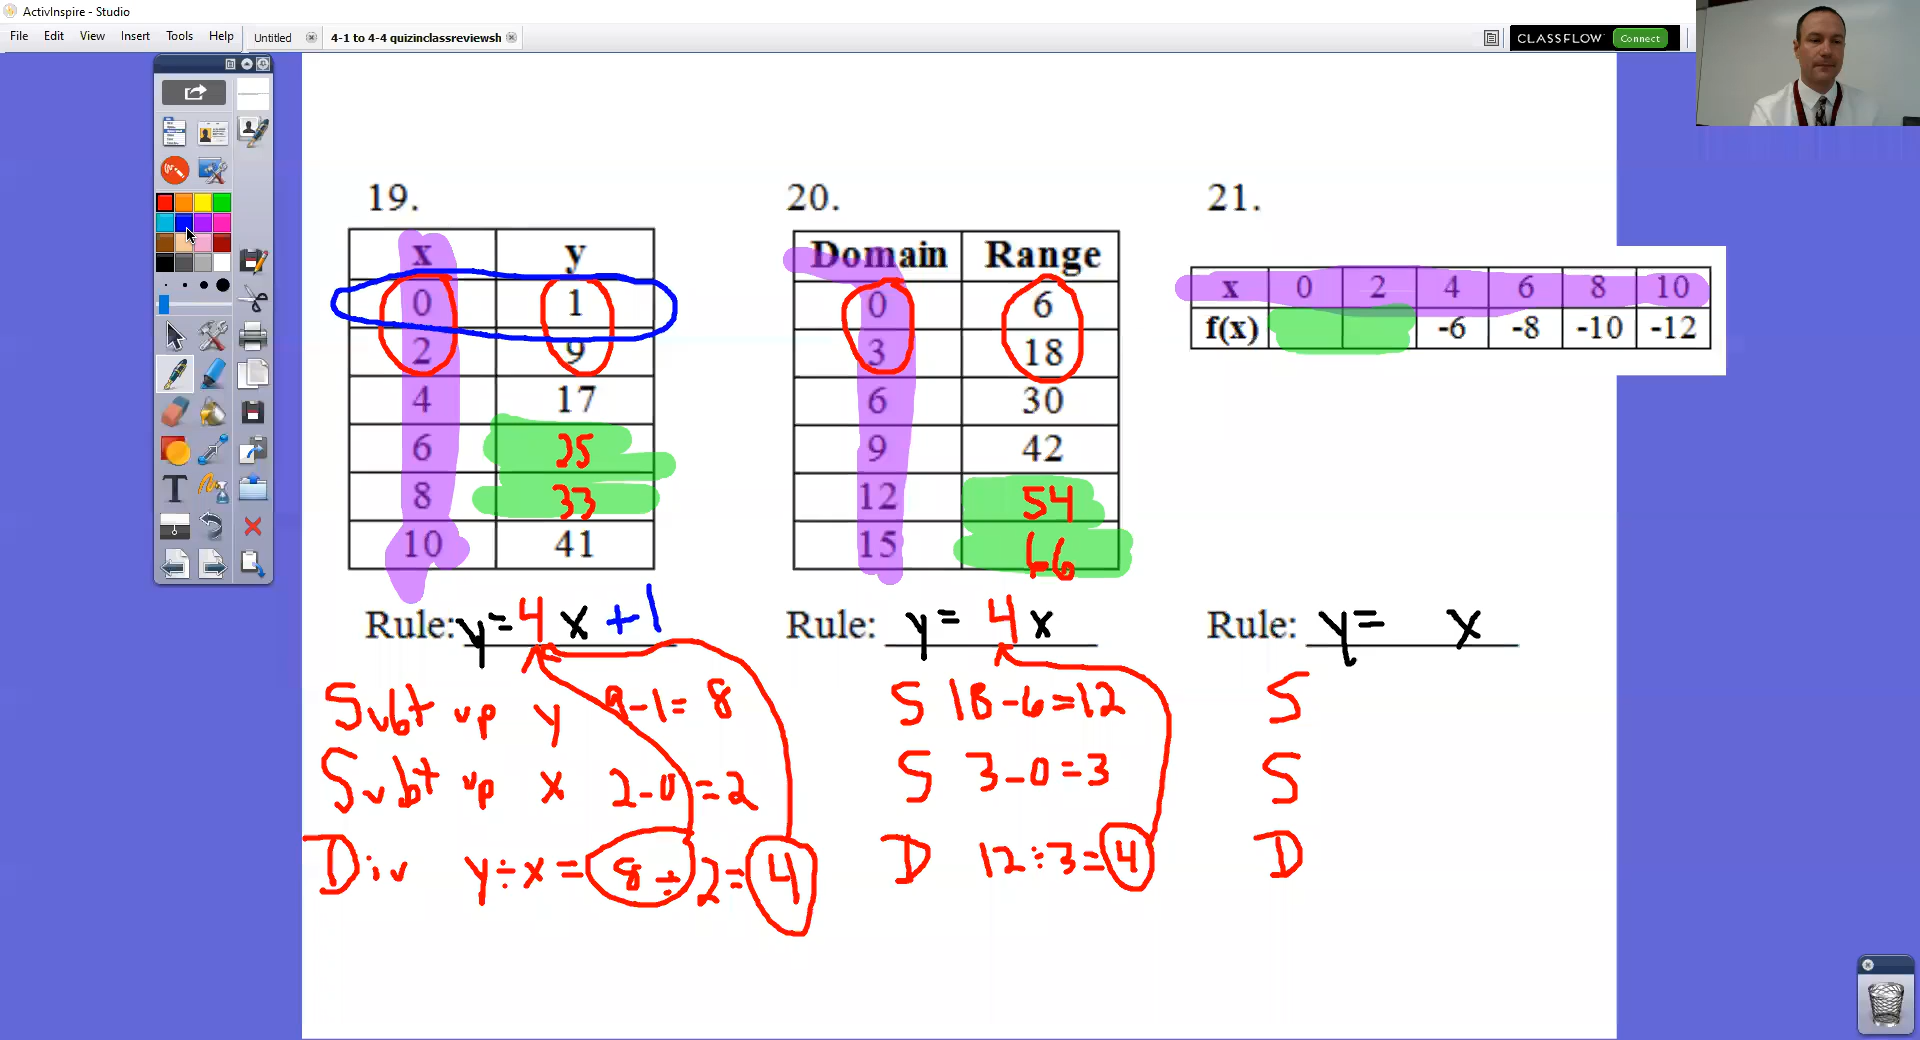 ActivInspire - Studio
File Edit View Insert Tools Help Untitled 4-1 to 4-4 quizinclassreviewsh
CLASSFLOW Connect
19. 20. 21.
x y
0 1
2 9
4 17
6 25
8 33
10 41
Domain Range
0 6
3 18
6 30
9 42
12 54
15 66
x 0 2 4 6 8 10
f(x) -6 -8 -10 -12
Rule: y = 4x + 1
Rule: y = 4x
Rule: y = x
Subt up y 9-1=8
Subt up x 2-0=2
Div y÷x = 8÷2=4
S 18-6=12
S 3-0=3
D 12÷3=4
S
S
D
T